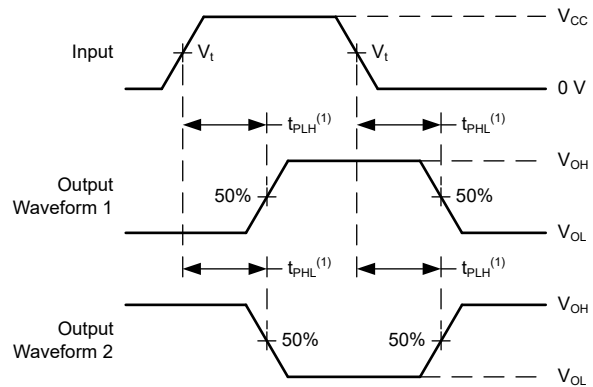 V_CC
Input
V_t
V_t
0 V
t_PLH^(1)
t_PHL^(1)
V_OH
Output
Waveform 1
50%
50%
V_OL
t_PHL^(1)
t_PLH^(1)
V_OH
Output
Waveform 2
50%
50%
V_OL